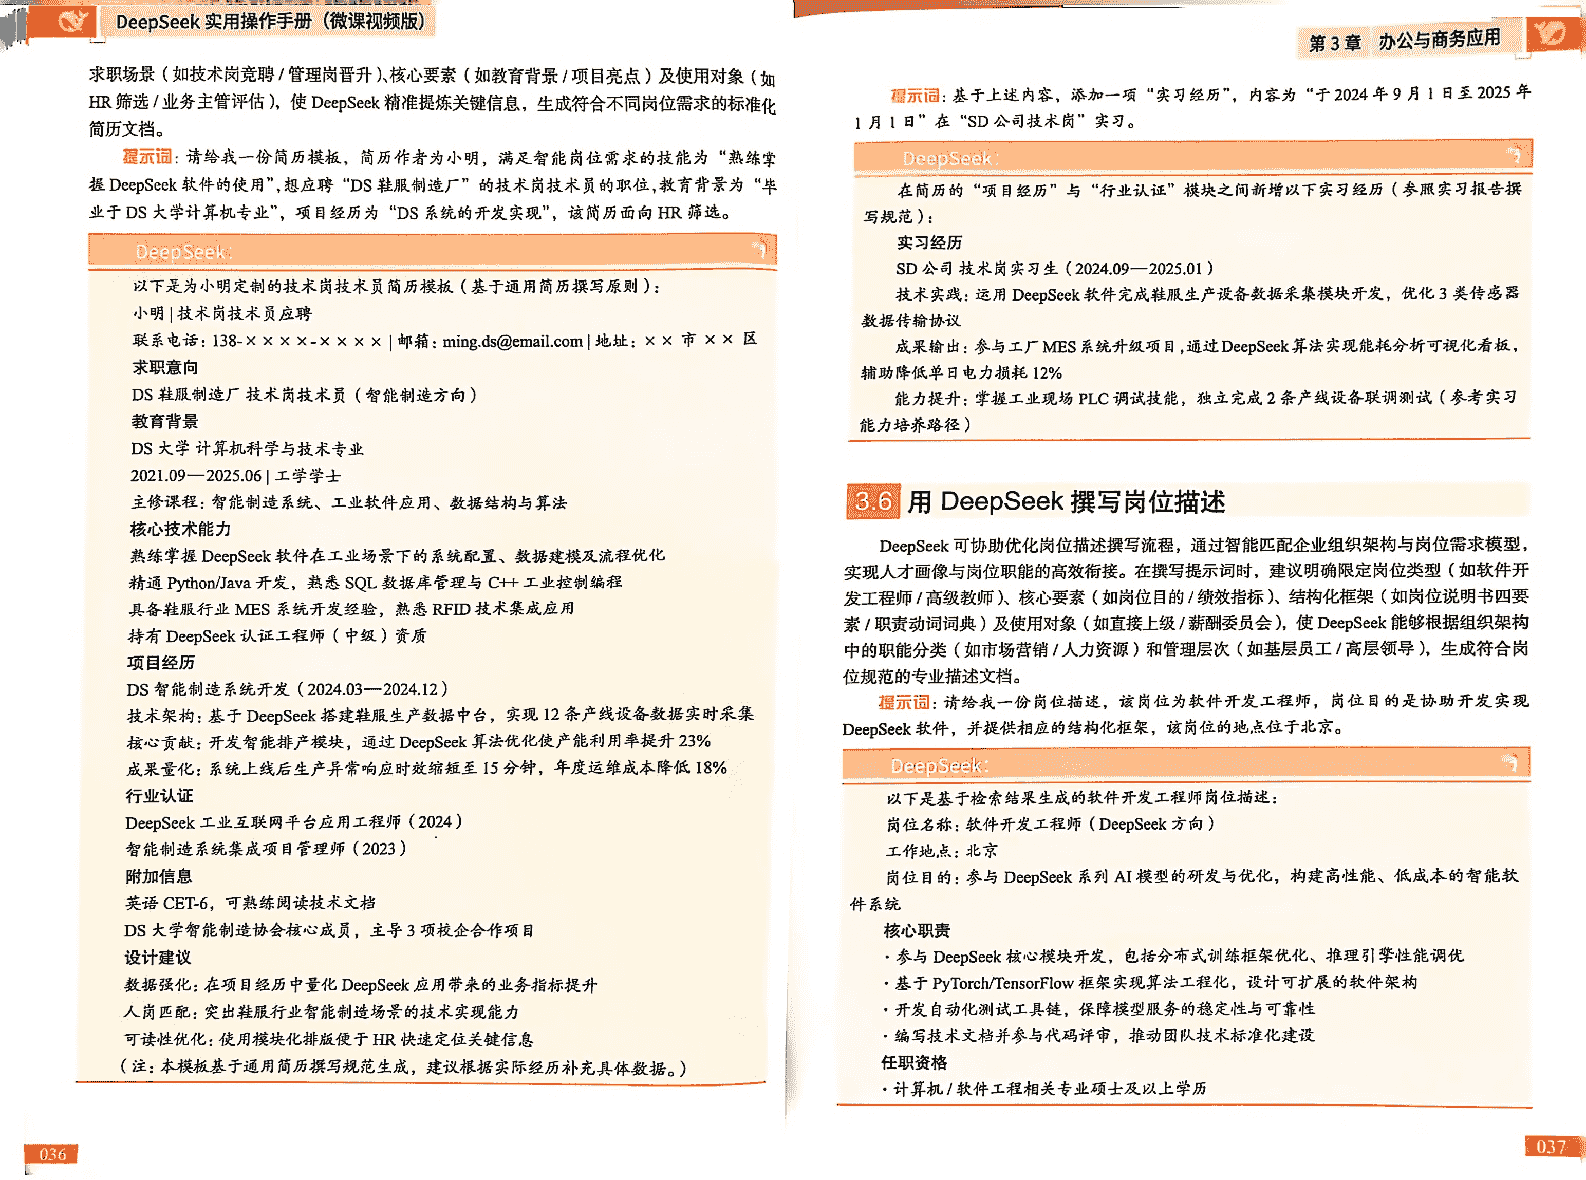 DeepSeek 实用操作手册（微课视频版）
求职场景（如技术岗竞聘/管理岗晋升）、核心要素（如教育背景/项目亮点）及使用对象（如
HR 筛选/业务主管评估），使 DeepSeek 精准提炼关键信息，生成符合不同岗位需求的标准化
简历文档。
提示词：请给我一份简历模板，简历作者为小明，满足智能岗位需求的技能为“熟练掌
握 DeepSeek 软件的使用”，想应聘“DS 鞋服制造厂”的技术岗技术员的职位，教育背景为“毕
业于 DS 大学计算机专业”，项目经历为“DS 系统的开发实现”，该简历面向 HR 筛选。
DeepSeek:
以下是为小明定制的技术岗技术员简历模板（基于通用简历撰写原则）：
小明 | 技术岗技术员应聘
联系电话：138-××××-×××× | 邮箱：ming.ds@email.com | 地址：×× 市 ×× 区
求职意向
DS 鞋服制造厂 技术岗技术员（智能制造方向）
教育背景
DS 大学 计算机科学与技术专业
2021.09—2025.06 | 工学学士
主修课程：智能制造系统、工业软件应用、数据结构与算法
核心技术能力
熟练掌握 DeepSeek 软件在工业场景下的系统配置、数据建模及流程优化
精通 Python/Java 开发，熟悉 SQL 数据库管理与 C++ 工业控制编程
具备鞋服行业 MES 系统开发经验，熟悉 RFID 技术集成应用
持有 DeepSeek 认证工程师（中级）资质
项目经历
DS 智能制造系统开发（2024.03—2024.12）
技术架构：基于 DeepSeek 搭建鞋服生产数据中台，实现 12 条产线设备数据实时采集
核心贡献：开发智能排产模块，通过 DeepSeek 算法优化使产能利用率提升 23%
成果量化：系统上线后生产异常响应时效缩短至 15 分钟，年度运维成本降低 18%
行业认证
DeepSeek 工业互联网平台应用工程师（2024）
智能制造系统集成项目管理师（2023）
附加信息
英语 CET-6，可熟练阅读技术文档
DS 大学智能制造协会核心成员，主导 3 项校企合作项目
设计建议
数据强化：在项目经历中量化 DeepSeek 应用带来的业务指标提升
人岗匹配：突出鞋服行业智能制造场景的技术实现能力
可读性优化：使用模块化排版便于 HR 快速定位关键信息
（注：本模板基于通用简历撰写规范生成，建议根据实际经历补充具体数据。）
036
第 3 章 办公与商务应用
提示词：基于上述内容，添加一项“实习经历”，内容为“于 2024 年 9 月 1 日至 2025 年
1 月 1 日”在“SD 公司技术岗”实习。
DeepSeek:
在简历的“项目经历”与“行业认证”模块之间新增以下实习经历（参照实习报告撰
写规范）：
实习经历
SD 公司 技术岗实习生（2024.09—2025.01）
技术实践：运用 DeepSeek 软件完成鞋服生产设备数据采集模块开发，优化 3 类传感器
数据传输协议
成果输出：参与工厂 MES 系统升级项目，通过 DeepSeek 算法实现能耗分析可视化看板，
辅助降低单日电力损耗 12%
能力提升：掌握工业现场 PLC 调试技能，独立完成 2 条产线设备联调测试（参考实习
能力培养路径）
3.6 用 DeepSeek 撰写岗位描述
DeepSeek 可协助优化岗位描述撰写流程，通过智能匹配企业组织架构与岗位需求模型，
实现人才画像与岗位职能的高效衔接。在撰写提示词时，建议明确限定岗位类型（如软件开
发工程师/高级教师）、核心要素（如岗位目的/绩效指标）、结构化框架（如岗位说明书四要
素/职责动词词典）及使用对象（如直接上级/薪酬委员会），使 DeepSeek 能够根据组织架构
中的职能分类（如市场营销/人力资源）和管理层次（如基层员工/高层领导），生成符合岗
位规范的专业描述文档。
提示词：请给我一份岗位描述，该岗位为软件开发工程师，岗位目的是协助开发实现
DeepSeek 软件，并提供相应的结构化框架，该岗位的地点位于北京。
DeepSeek:
以下是基于检索结果生成的软件开发工程师岗位描述：
岗位名称：软件开发工程师（DeepSeek 方向）
工作地点：北京
岗位目的：参与 DeepSeek 系列 AI 模型的研发与优化，构建高性能、低成本的智能软
件系统
核心职责
·参与 DeepSeek 核心模块开发，包括分布式训练框架优化、推理引擎性能调优
·基于 PyTorch/TensorFlow 框架实现算法工程化，设计可扩展的软件架构
·开发自动化测试工具链，保障模型服务的稳定性与可靠性
·编写技术文档并参与代码评审，推动团队技术标准化建设
任职资格
·计算机/软件工程相关专业硕士及以上学历
037